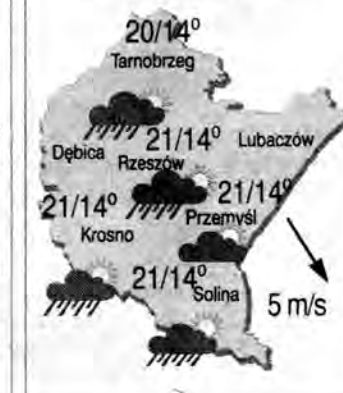 20/14°
Tarnobrzeg
21/14°
Lubaczów
Dębica
Rzeszów
21/14°
21/14°
Przemyśl
Krosno
21/14°
Solina
5 m/s